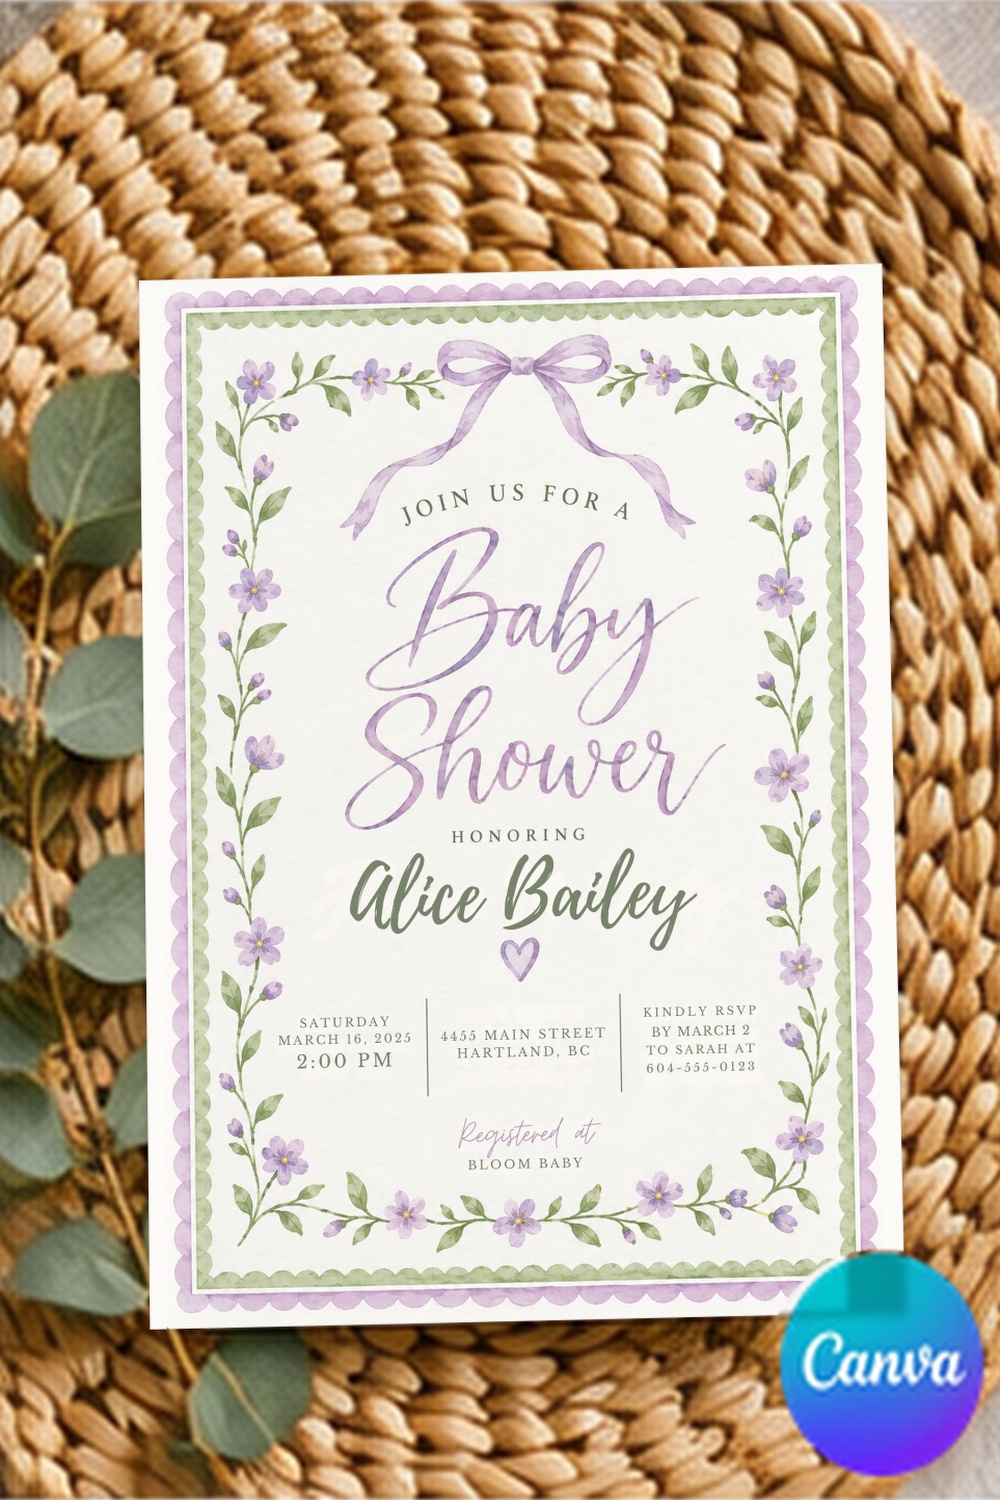 JOIN US FOR A
Baby
Shower
HONORING
Alice Bailey
SATURDAY
MARCH 16, 2025
2:00 PM
4455 MAIN STREET
HARTLAND, BC
KINDLY RSVP
BY MARCH 2
TO SARAH AT
604-555-0123
Registered at
BLOOM BABY
Canva